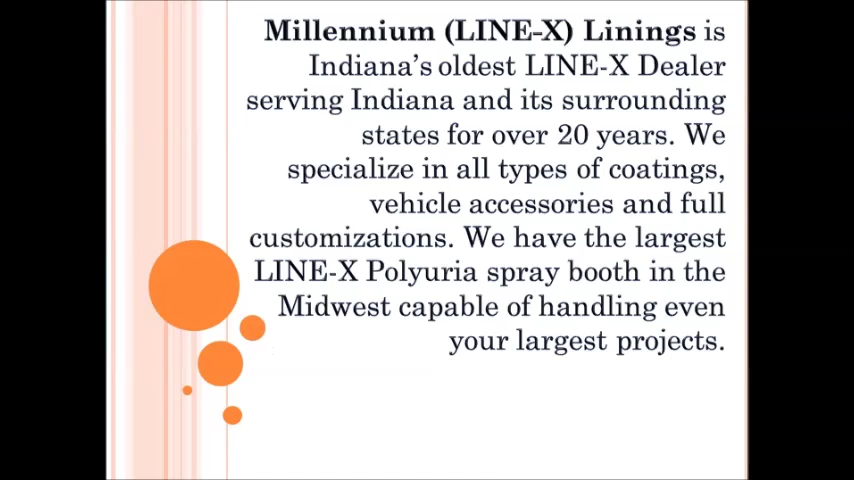 Millennium (LINE-X) Linings is
Indiana's oldest LINE-X Dealer
serving Indiana and its surrounding
states for over 20 years. We
specialize in all types of coatings,
vehicle accessories and full
customizations. We have the largest
LINE-X Polyuria spray booth in the
Midwest capable of handling even
your largest projects.